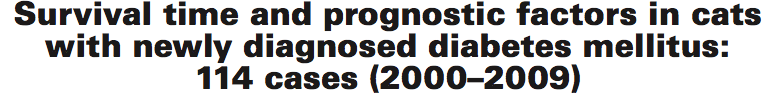 Survival time and prognostic factors in cats
with newly diagnosed diabetes mellitus:
114 cases (2000–2009)